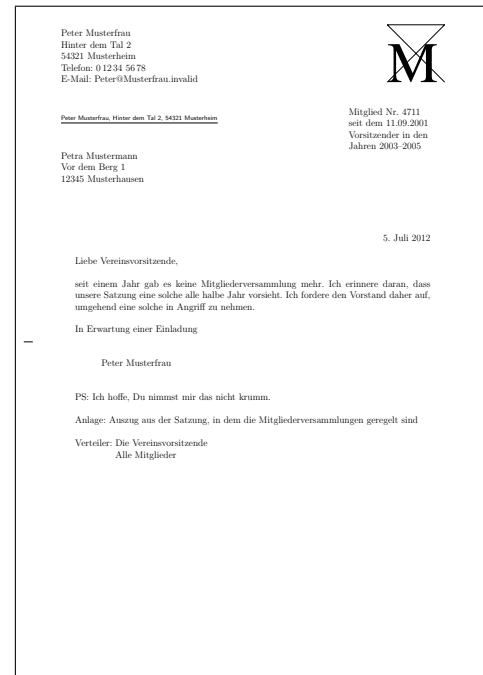 Peter Musterfrau
Hinter dem Tal 2
54321 Musterheim
Telefon: 0 12 34 56 78
E-Mail: Peter@Musterfrau.invalid
M
Peter Musterfrau, Hinter dem Tal 2, 54321 Musterheim
Mitglied Nr. 4711
seit dem 11.09.2001
Vorsitzender in den
Jahren 2003–2005
Petra Mustermann
Vor dem Berg 1
12345 Musterhausen
5. Juli 2012
Liebe Vereinsvorsitzende,
seit einem Jahr gab es keine Mitgliederversammlung mehr. Ich erinnere daran, dass
unsere Satzung eine solche alle halbe Jahr vorsieht. Ich fordere den Vorstand daher auf,
umgehend eine solche in Angriff zu nehmen.
In Erwartung einer Einladung
Peter Musterfrau
PS: Ich hoffe, Du nimmst mir das nicht krumm.
Anlage: Auszug aus der Satzung, in dem die Mitgliederversammlungen geregelt sind
Verteiler: Die Vereinsvorsitzende
Alle Mitglieder